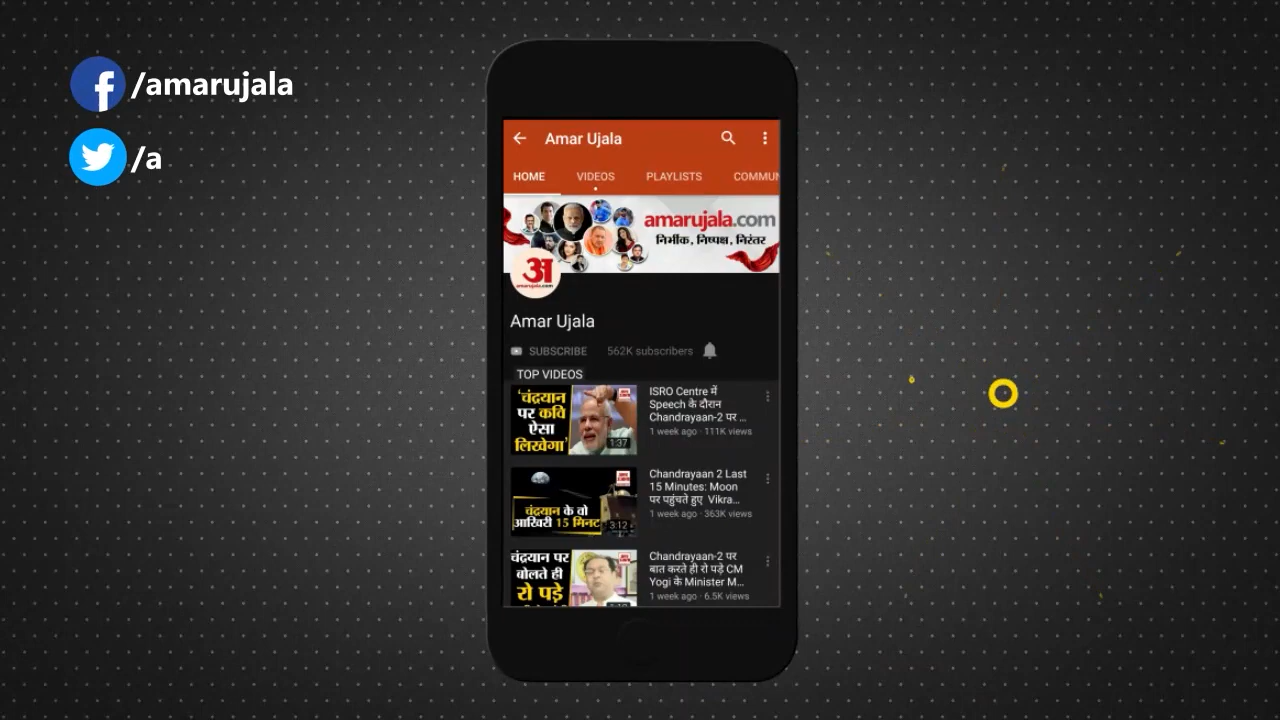 /amarujala
/a
Amar Ujala
HOME VIDEOS PLAYLISTS COMMUN
amarujala.com
निर्भीक, निष्पक्ष, निरंतर
अ
amarujala.com
Amar Ujala
SUBSCRIBE 562K subscribers
TOP VIDEOS
'चंद्रयान
पर कवि
ऐसा
लिखेगा'
1:37
ISRO Centre में
Speech के दौरान
Chandrayaan-2 पर ...
1 week ago · 111K views
चंद्रयान के वो
आखिरी 15 मिनट
3:12
Chandrayaan 2 Last
15 Minutes: Moon
पर पहुंचते हुए Vikra...
1 week ago · 363K views
चंद्रयान पर
बोलते ही
रो पड़े
Chandrayaan-2 पर
बात करते ही रो पड़े CM
Yogi के Minister M...
1 week ago · 6.5K views